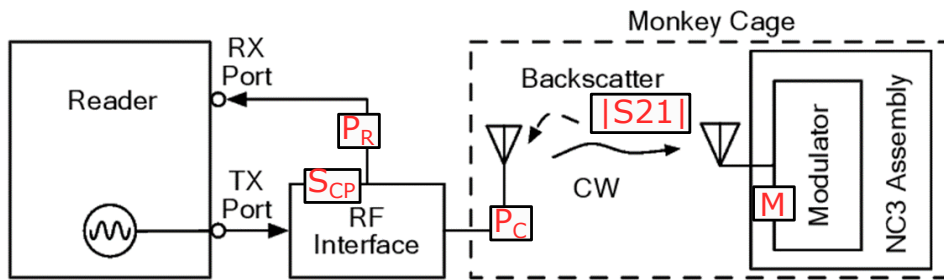 Monkey Cage
RX
Port
Reader
Backscatter
|S21|
P_R
S_CP
TX
Port
RF
Interface
P_C
CW
M
Modulator
NC3 Assembly